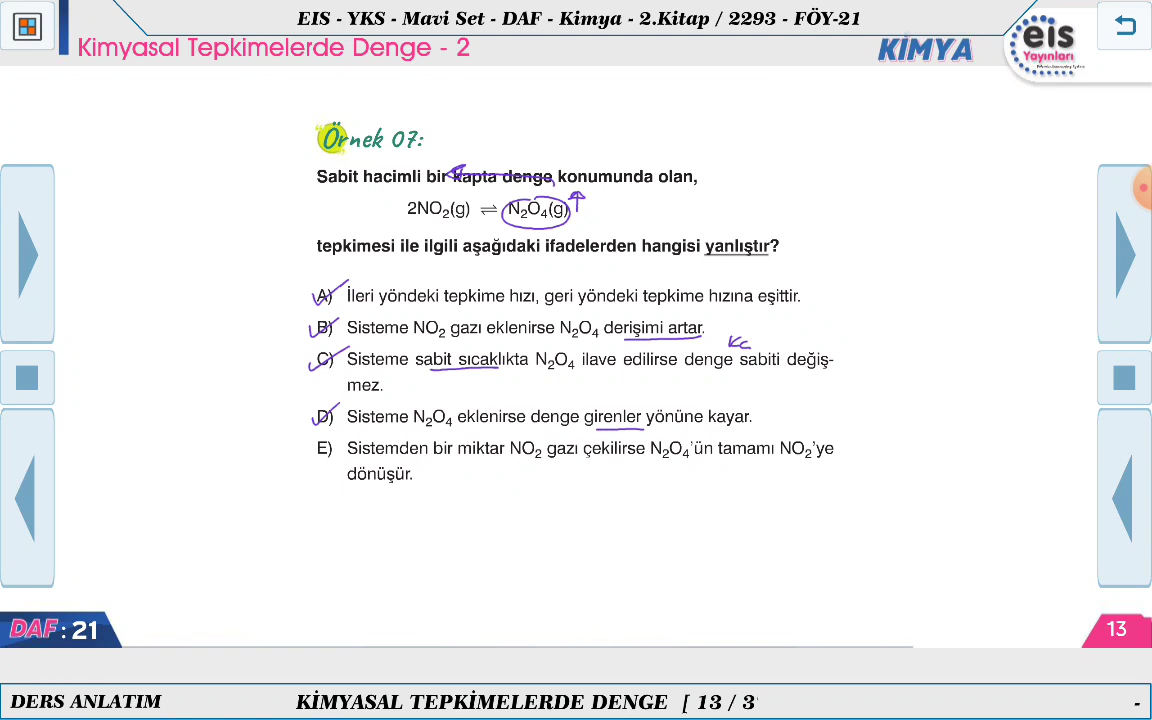 EIS - YKS - Mavi Set - DAF - Kimya - 2.Kitap / 2293 - FÖY-21
Kimyasal Tepkimelerde Denge - 2
KİMYA
eis
Yayınları
Örnek 07:
Sabit hacimli bir kapta denge konumunda olan,
2NO₂(g) ⇌ N₂O₄(g)
tepkimesi ile ilgili aşağıdaki ifadelerden hangisi yanlıştır?
A) İleri yöndeki tepkime hızı, geri yöndeki tepkime hızına eşittir.
B) Sisteme NO₂ gazı eklenirse N₂O₄ derişimi artar.
Kc
C) Sisteme sabit sıcaklıkta N₂O₄ ilave edilirse denge sabiti değiş-
mez.
D) Sisteme N₂O₄ eklenirse denge girenler yönüne kayar.
E) Sistemden bir miktar NO₂ gazı çekilirse N₂O₄'ün tamamı NO₂'ye
dönüşür.
DAF : 21
13
DERS ANLATIM
KİMYASAL TEPKİMELERDE DENGE [ 13 / 3
-